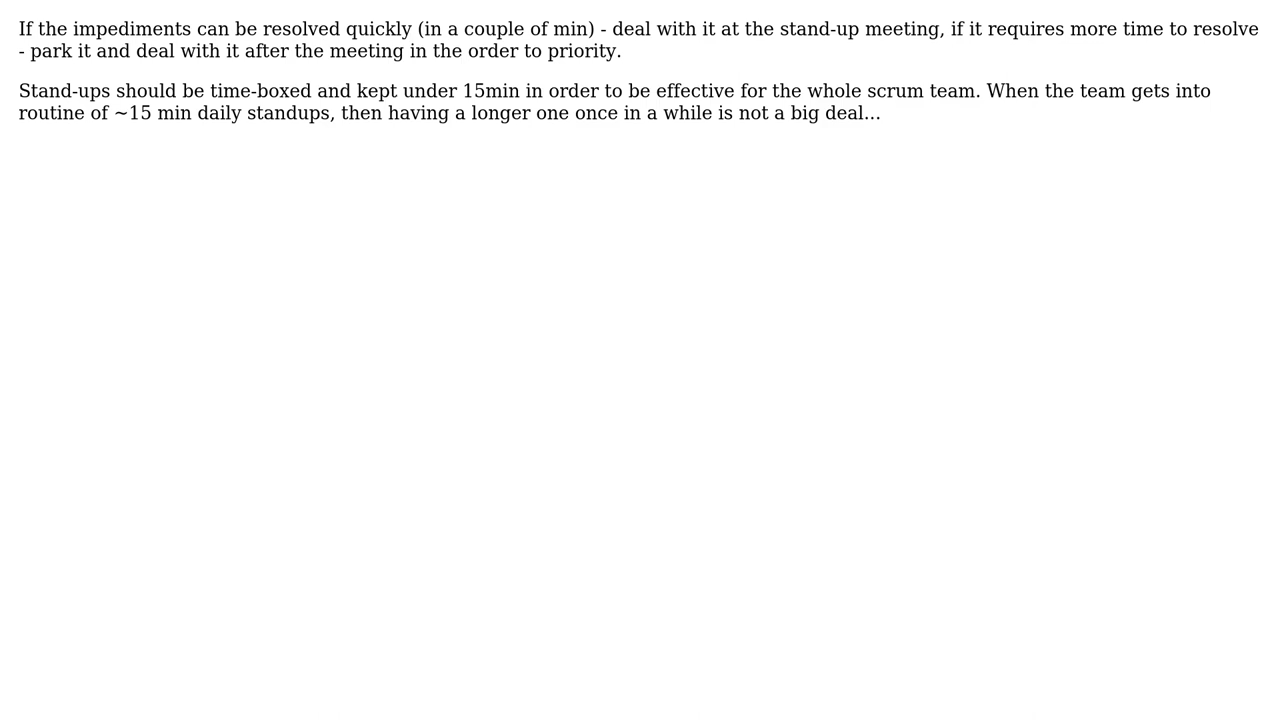 If the impediments can be resolved quickly (in a couple of min) - deal with it at the stand-up meeting, if it requires more time to resolve
- park it and deal with it after the meeting in the order to priority.
Stand-ups should be time-boxed and kept under 15min in order to be effective for the whole scrum team. When the team gets into
routine of ~15 min daily standups, then having a longer one once in a while is not a big deal...